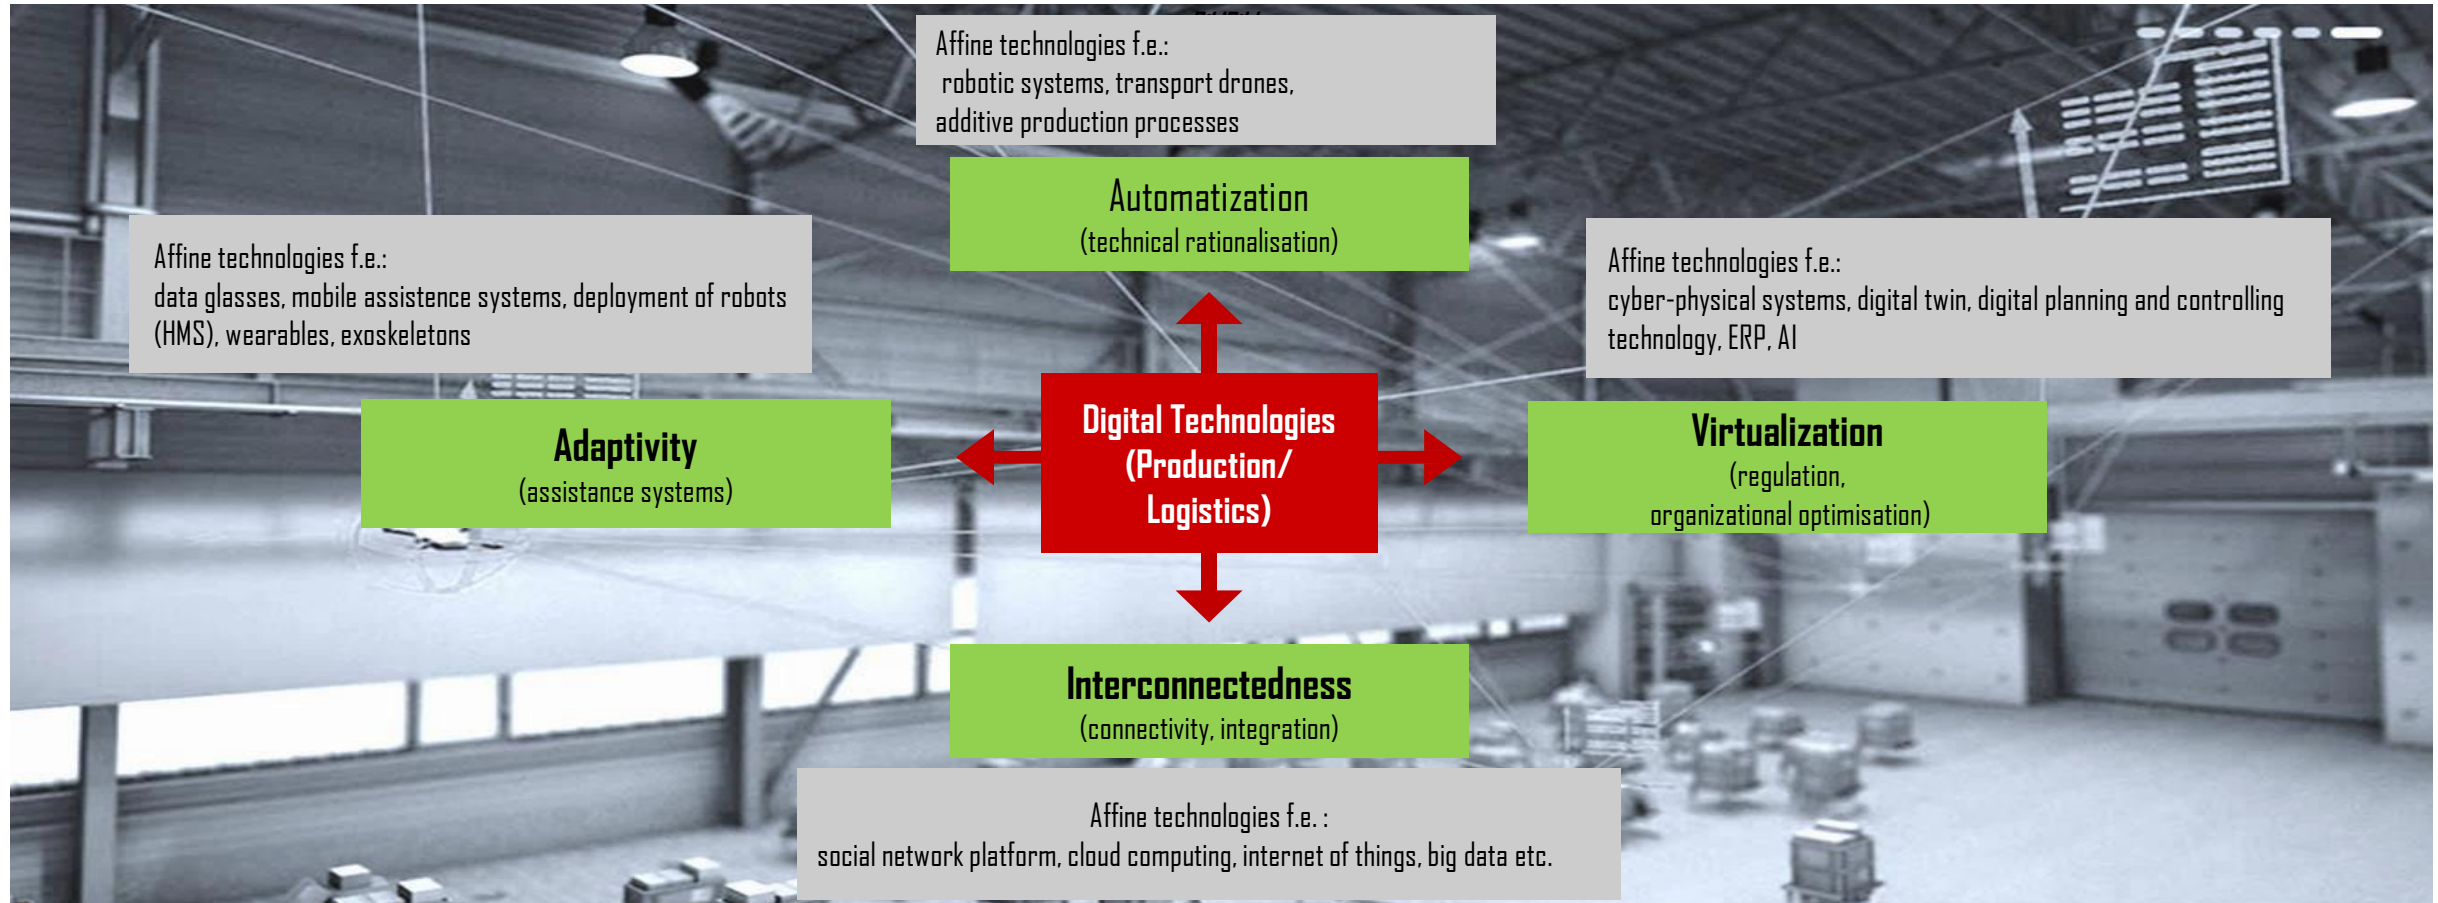 Affine technologies f.e.:
robotic systems, transport drones,
additive production processes
Automatization
(technical rationalisation)
Affine technologies f.e.:
data glasses, mobile assistence systems, deployment of robots
(HMS), wearables, exoskeletons
Adaptivity
(assistance systems)
Digital Technologies
(Production/
Logistics)
Affine technologies f.e.:
cyber-physical systems, digital twin, digital planning and controlling
technology, ERP, AI
Virtualization
(regulation,
organizational optimisation)
Interconnectedness
(connectivity, integration)
Affine technologies f.e. :
social network platform, cloud computing, internet of things, big data etc.